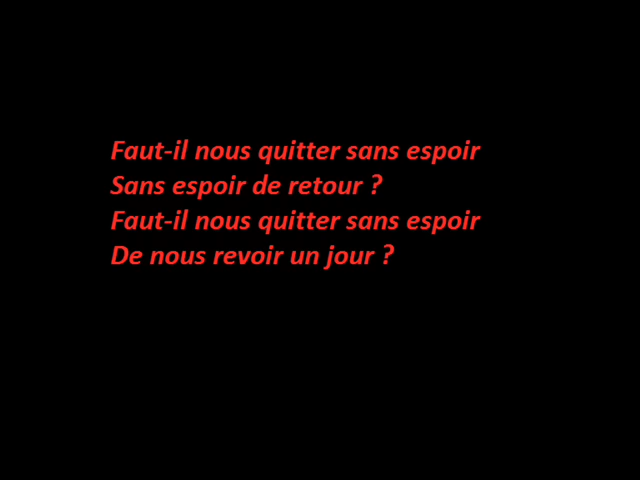 Faut-il nous quitter sans espoir
Sans espoir de retour ?
Faut-il nous quitter sans espoir
De nous revoir un jour ?